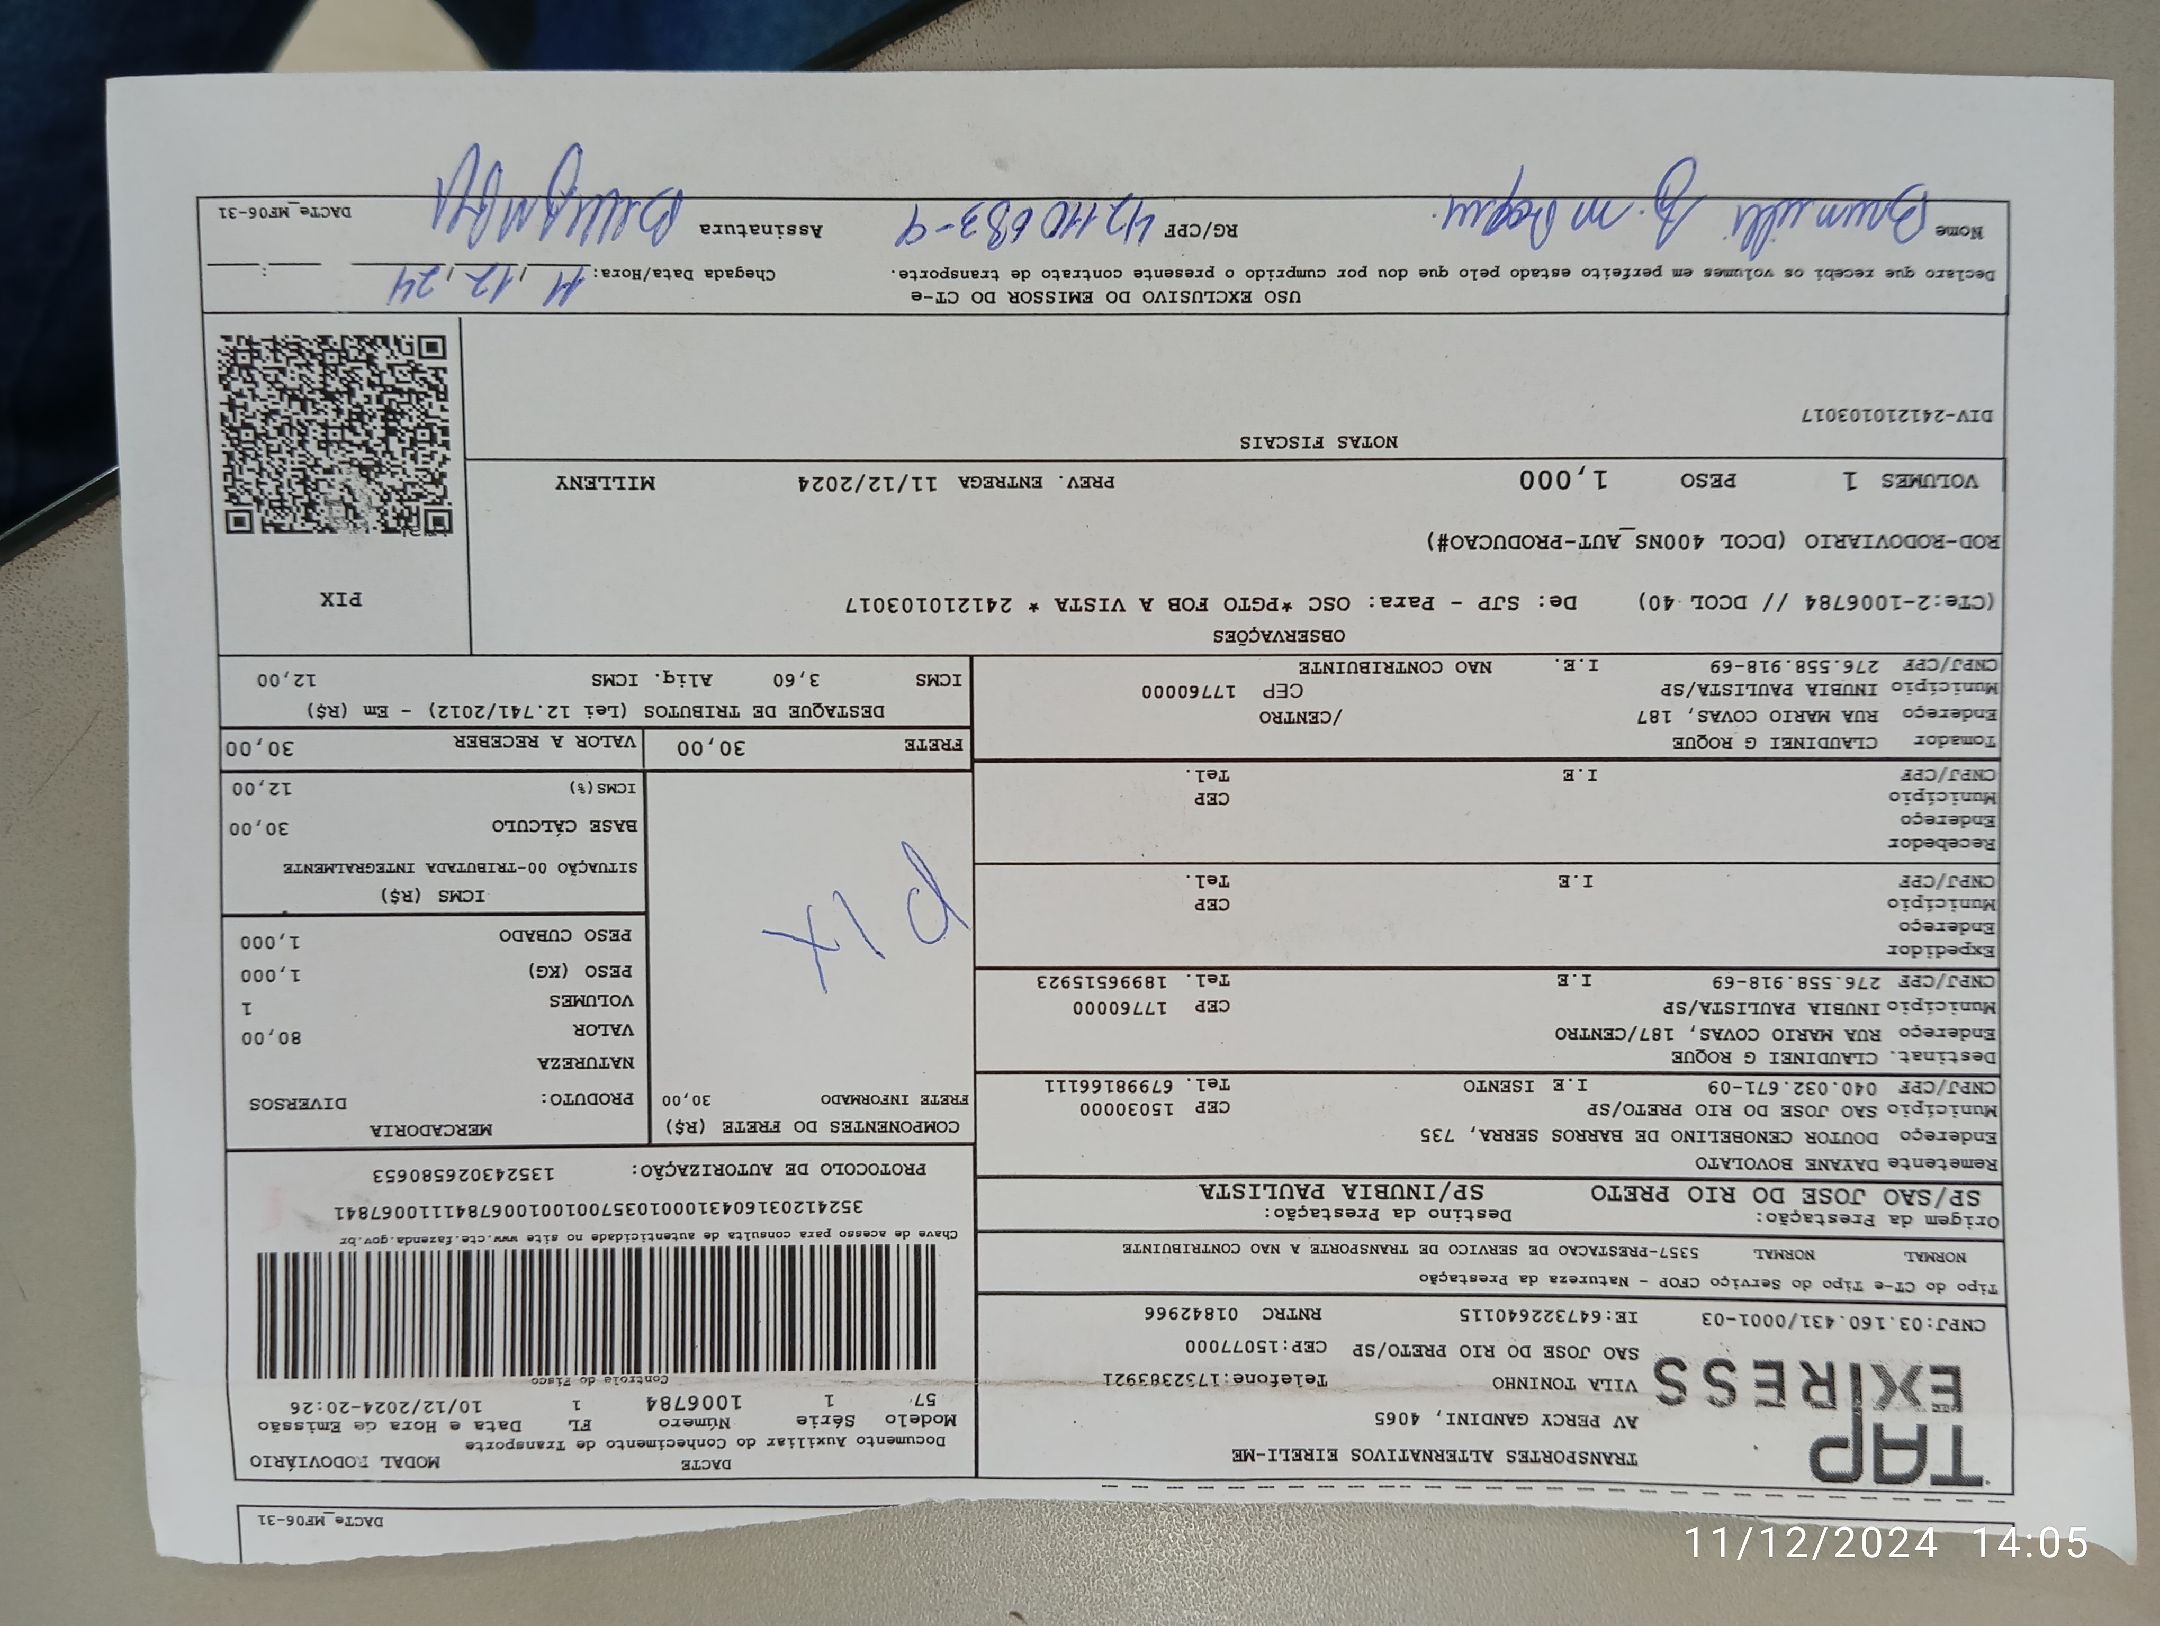 DACTe_MF06-31
TAP
EXPRESS
TRANSPORTES ALTERNATIVOS EIRELI-ME
AV PERCY GANDINI, 4065
VILA TONINHO Telefone:1732383921
SAO JOSE DO RIO PRETO/SP CEP:15077000
CNPJ:03.160.431/0001-03 IE:647322640115 RNTRC 01842966
DACTE MODAL RODOVIÁRIO
Documento Auxiliar do Conhecimento de Transporte
Modelo Série Número FL Data e Hora de Emissão
57 1 1006784 1 10/12/2024-20:26
Controle do Fisco
Chave de acesso para consulta de autenticidade no site www.cte.fazenda.gov.br
35241203160431000103570010010067841110067841
PROTOCOLO DE AUTORIZAÇÃO: 135243026580653
Tipo do CT-e Tipo do Serviço CFOP - Natureza da Prestação
NORMAL NORMAL 5357-PRESTACAO DE SERVICO DE TRANSPORTE A NAO CONTRIBUINTE
Origem da Prestação: Destino da Prestação:
SP/SAO JOSE DO RIO PRETO SP/INUBIA PAULISTA
Remetente DAYANE BOVOLATO
Endereço DOUTOR CENOBELINO DE BARROS SERRA, 735
Município SAO JOSE DO RIO PRETO/SP CEP 15030000
CNPJ/CPF 040.032.671-09 I.E ISENTO Tel. 67998166111
Destinat. CLAUDINEI G ROQUE
Endereço RUA MARIO COVAS, 187/CENTRO
Município INUBIA PAULISTA/SP CEP 17760000
CNPJ/CPF 276.558.918-69 I.E Tel. 18996515923
Expedidor
Endereço
Município CEP
CNPJ/CPF I.E Tel.
Recebedor
Endereço
Município CEP
CNPJ/CPF I.E Tel.
Tomador CLAUDINEI G ROQUE
Endereço RUA MARIO COVAS, 187 /CENTRO
Município INUBIA PAULISTA/SP CEP 17760000
CNPJ/CPF 276.558.918-69 I.E. NAO CONTRIBUINTE
COMPONENTES DO FRETE (R$)
FRETE INFORMADO 30,00
PIX
FRETE 30,00
MERCADORIA
PRODUTO: DIVERSOS
NATUREZA
VALOR 80,00
VOLUMES 1
PESO (KG) 1,000
PESO CUBADO 1,000
ICMS (R$)
SITUAÇÃO 00-TRIBUTADA INTEGRALMENTE
BASE CÁLCULO 30,00
ICMS(%) 12,00
VALOR A RECEBER 30,00
DESTAQUE DE TRIBUTOS (Lei 12.741/2012) - Em (R$)
ICMS 3,60 Aliq. ICMS 12,00
OBSERVAÇÕES
(CTe:2-1006784 // DCOL 40) De: SJP - Para: OSC *PGTO FOB A VISTA * 241210103017
ROD-RODOVIARIO (DCOL 400NS_AUT-PRODUCAO#)
PIX
VOLUMES 1 PESO 1,000 PREV. ENTREGA 11/12/2024 MILLENY
NOTAS FISCAIS
DIV-241210103017
USO EXCLUSIVO DO EMISSOR DO CT-e
Declaro que recebi os volumes em perfeito estado pelo que dou por cumprido o presente contrato de transporte. Chegada Data/Hora: 11, 12, 24
Nome RG/CPF 42110683-9 Assinatura
DACTe_MF06-31
11/12/2024 14:05